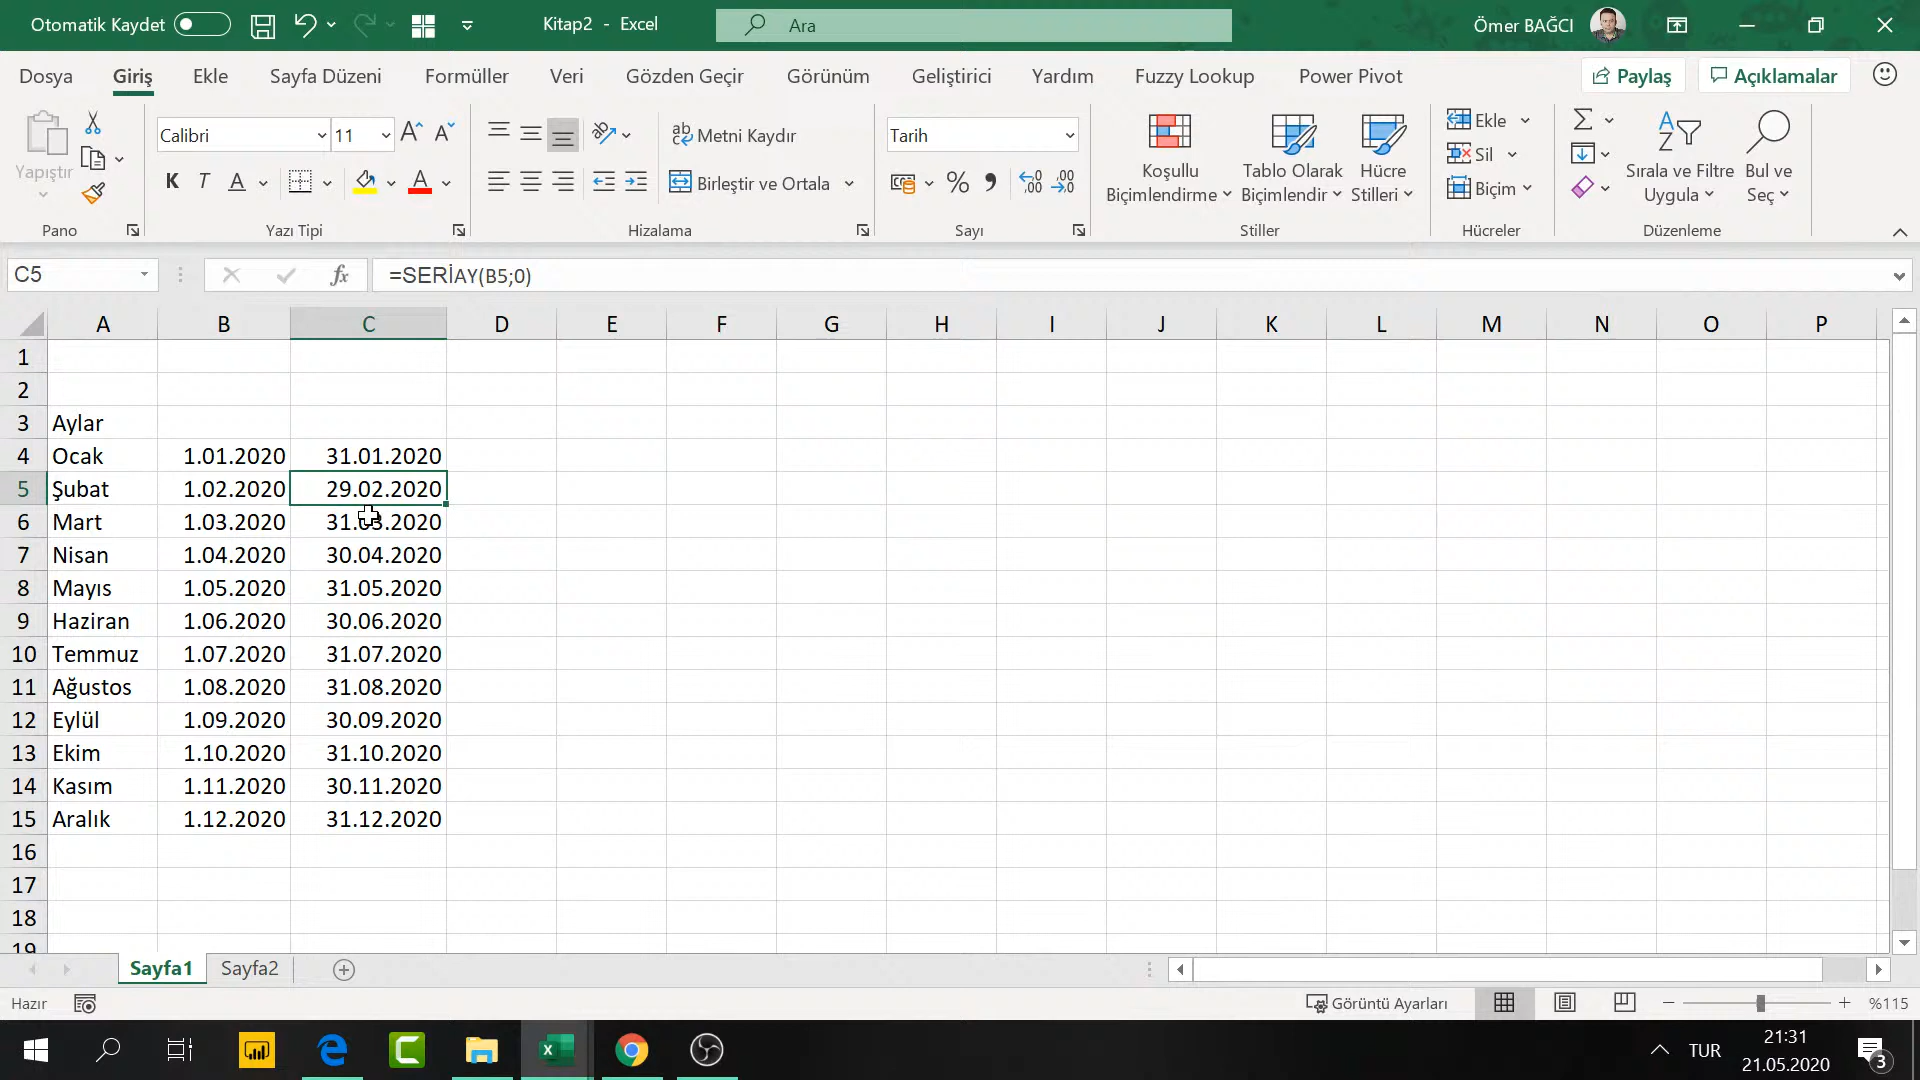 Otomatik Kaydet Kitap2 - Excel Ara Ömer BAĞCI
Dosya Giriş Ekle Sayfa Düzeni Formüller Veri Gözden Geçir Görünüm Geliştirici Yardım Fuzzy Lookup Power Pivot Paylaş Açıklamalar
Yapıştır
Pano
Calibri 11
K T A A
Yazı Tipi
Metni Kaydır
Birleştir ve Ortala
Hizalama
Tarih
Sayı
Koşullu Biçimlendirme
Tablo Olarak Biçimlendir
Hücre Stilleri
Stiller
Ekle
Sil
Biçim
Hücreler
Sırala ve Filtre Uygula
Bul ve Seç
Düzenleme
C5 fx =SERİAY(B5;0)
A B C D E F G H I J K L M N O P
1
2
3 Aylar
4 Ocak 1.01.2020 31.01.2020
5 Şubat 1.02.2020 29.02.2020
6 Mart 1.03.2020 31.03.2020
7 Nisan 1.04.2020 30.04.2020
8 Mayıs 1.05.2020 31.05.2020
9 Haziran 1.06.2020 30.06.2020
10 Temmuz 1.07.2020 31.07.2020
11 Ağustos 1.08.2020 31.08.2020
12 Eylül 1.09.2020 30.09.2020
13 Ekim 1.10.2020 31.10.2020
14 Kasım 1.11.2020 30.11.2020
15 Aralık 1.12.2020 31.12.2020
16
17
18
19
Sayfa1 Sayfa2
Hazır Görüntü Ayarları %115
TUR 21:31
21.05.2020
3